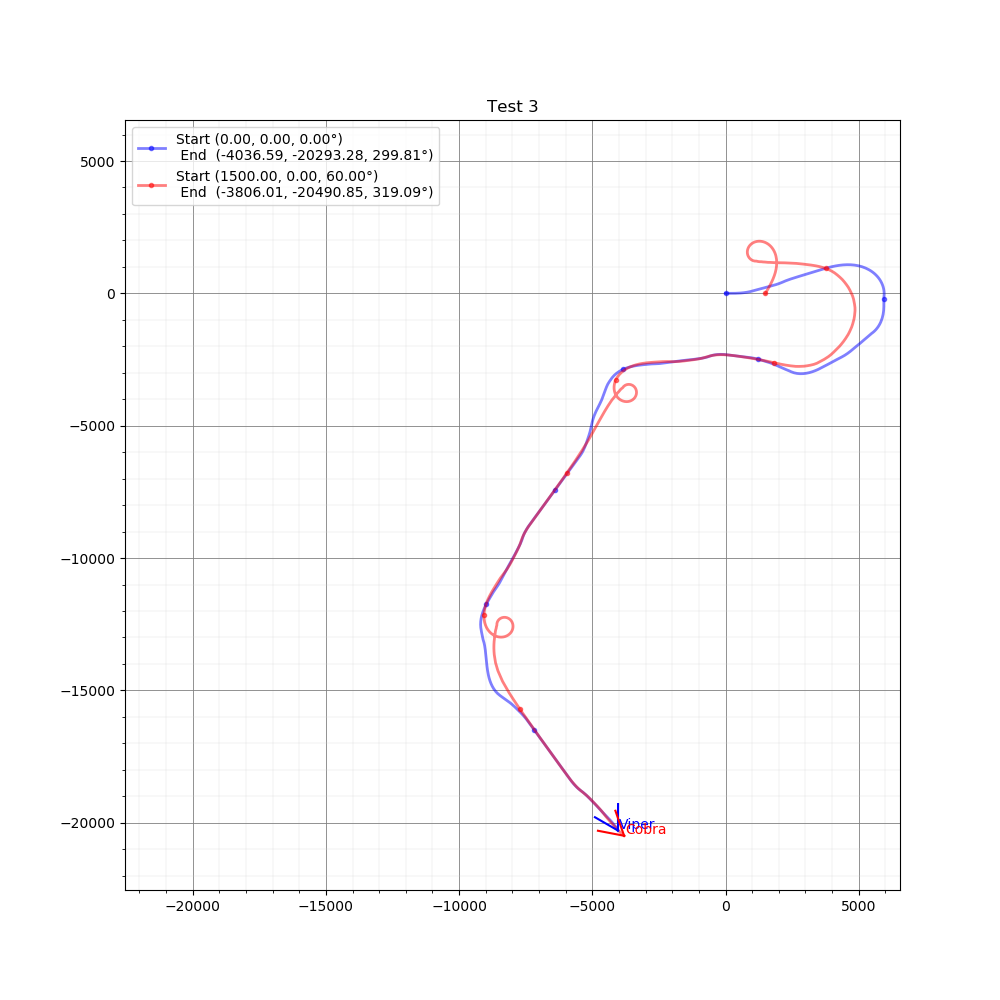 Test 3
Start (0.00, 0.00, 0.00°)
End  (-4036.59, -20293.28, 299.81°)
Start (1500.00, 0.00, 60.00°)
End  (-3806.01, -20490.85, 319.09°)
5000
0
−5000
−10000
−15000
−20000
Viper
Cobra
−20000
−15000
−10000
−5000
0
5000